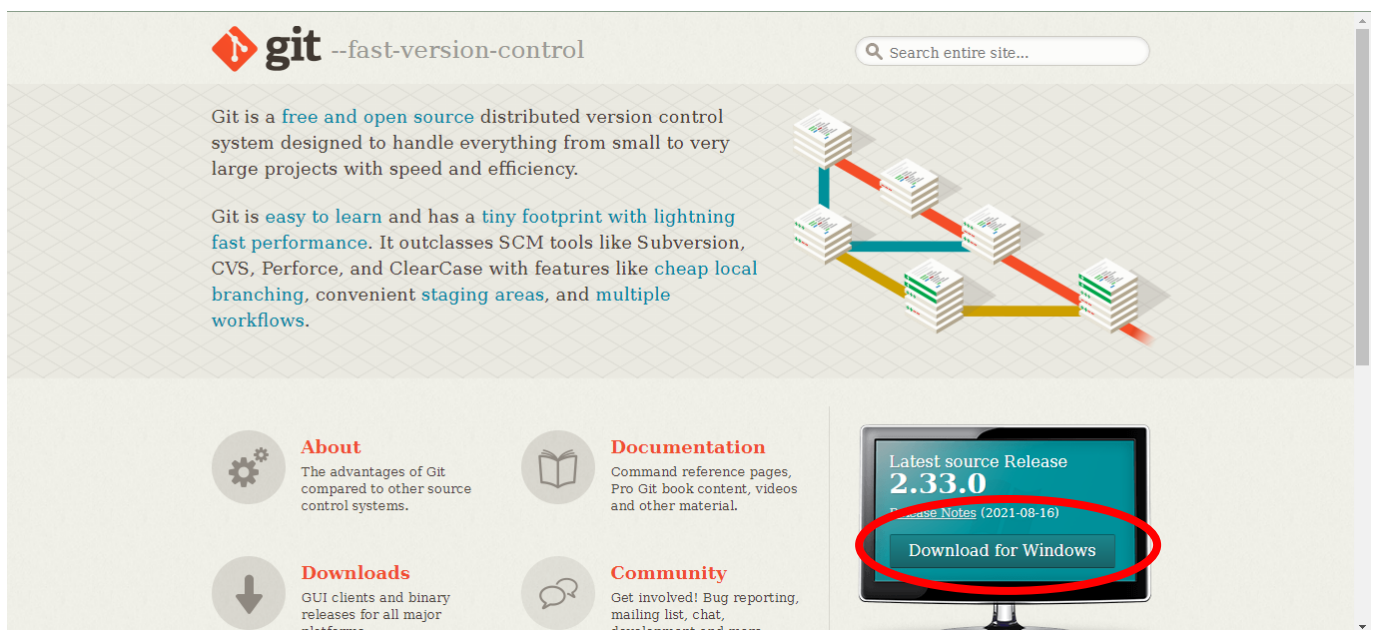 git --fast-version-control
Search entire site...
Git is a free and open source distributed version control
system designed to handle everything from small to very
large projects with speed and efficiency.
Git is easy to learn and has a tiny footprint with lightning
fast performance. It outclasses SCM tools like Subversion,
CVS, Perforce, and ClearCase with features like cheap local
branching, convenient staging areas, and multiple
workflows.
About
The advantages of Git
compared to other source
control systems.
Documentation
Command reference pages,
Pro Git book content, videos
and other material.
Latest source Release
2.33.0
Release Notes (2021-08-16)
Download for Windows
Downloads
GUI clients and binary
releases for all major
platforms.
Community
Get involved! Bug reporting,
mailing list, chat,
development and more.